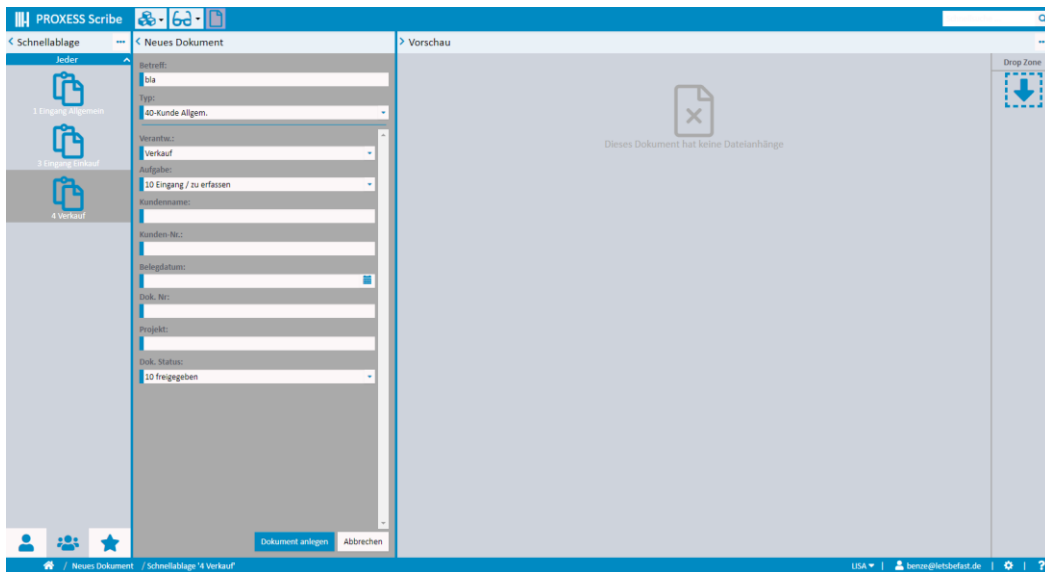 PROXESS Scribe
Schnellablage
Neues Dokument
Vorschau
Jeder
1 Eingang Allgemein
3 Eingang Einkauf
4 Verkauf
Betreff:
bla
Typ:
40-Kunde Allgem.
Verantw.:
Verkauf
Aufgabe:
10 Eingang / zu erfassen
Kundenname:
Kunden-Nr.:
Belegdatum:
Dok. Nr:
Projekt:
Dok. Status:
10 freigegeben
Dokument anlegen
Abbrechen
Dieses Dokument hat keine Dateianhänge
Drop Zone
/ Neues Dokument / Schnellablage '4 Verkauf'
LISA | benze@letsbefast.de | | ?